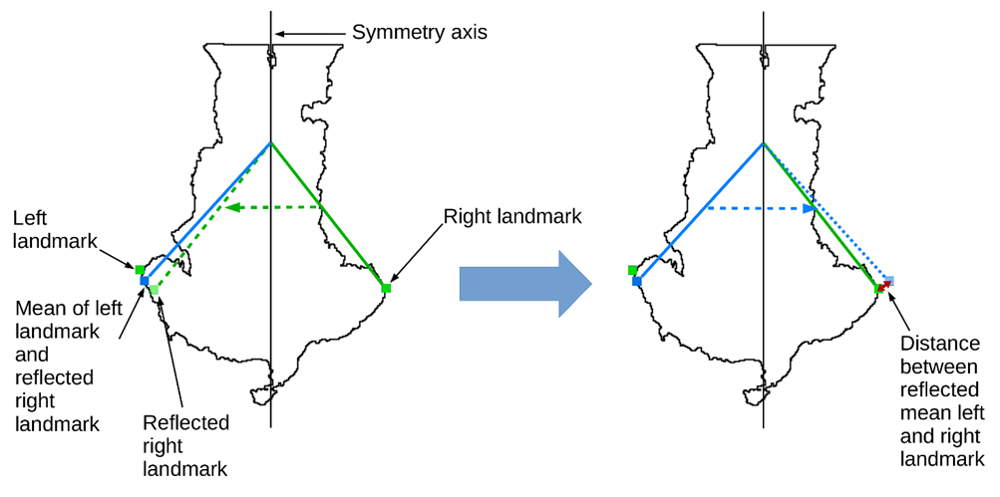 Symmetry axis
Left
landmark
Right landmark
Mean of left
landmark
and
reflected
right
landmark
Reflected
right
landmark
Distance
between
reflected
mean left
and right
landmark